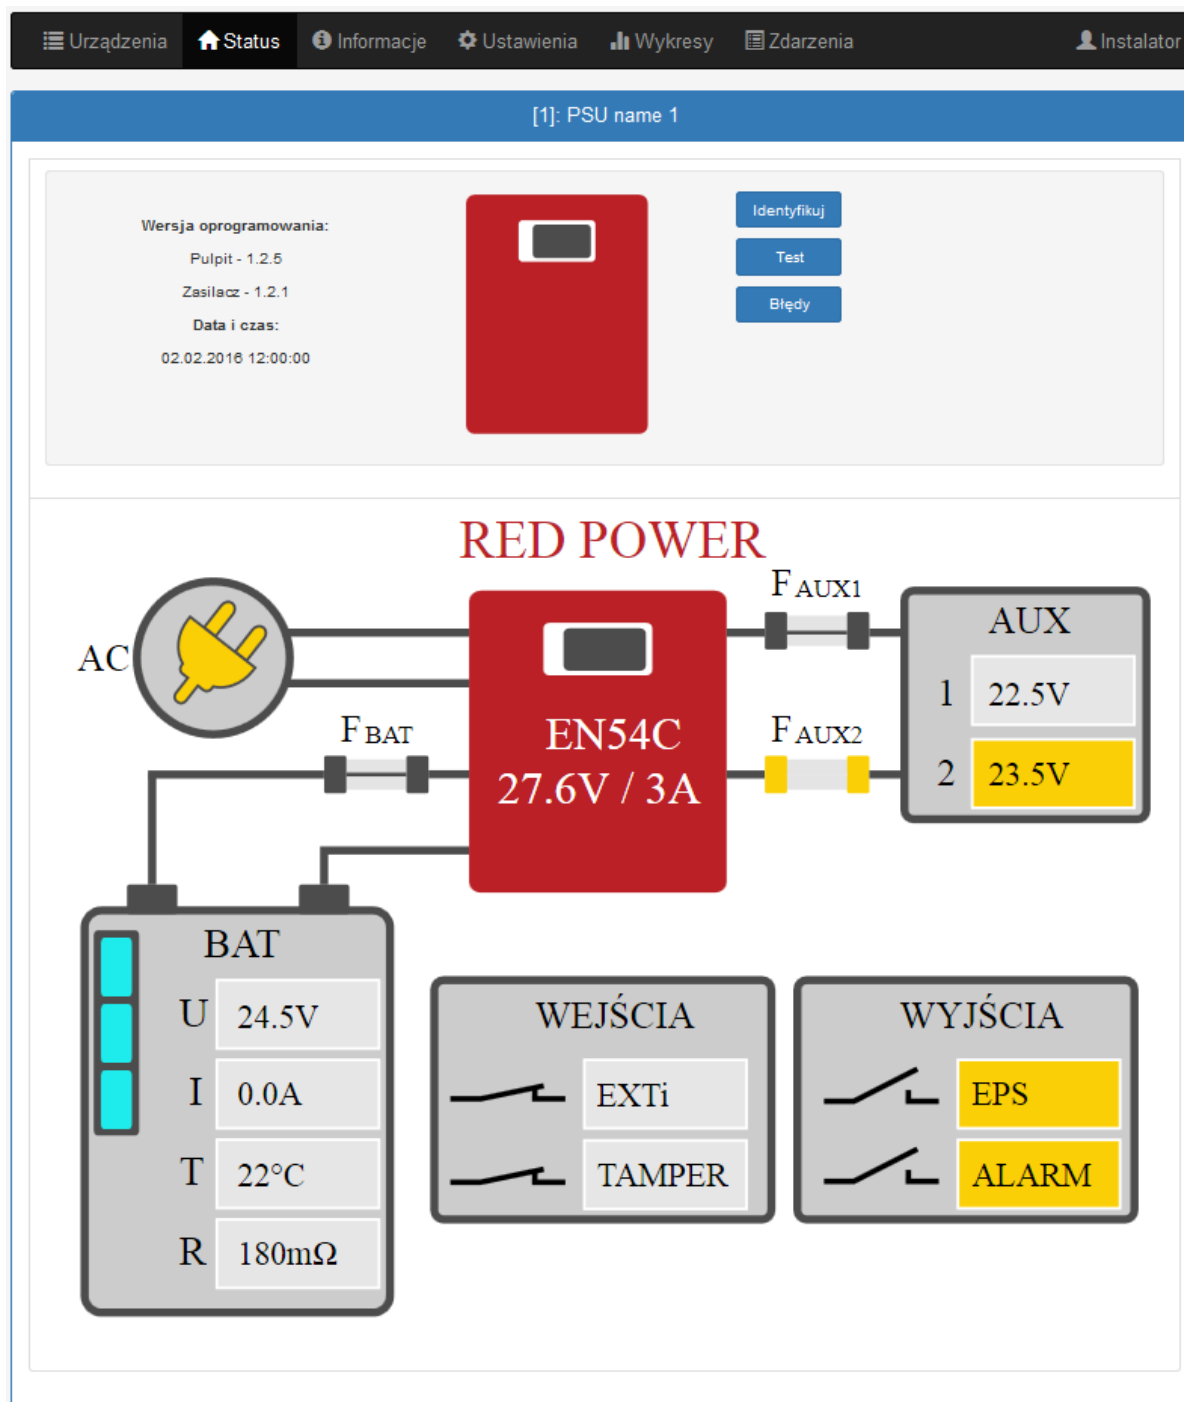 Urządzenia Status Informacje Ustawienia Wykresy Zdarzenia Instalator
[1]: PSU name 1
Wersja oprogramowania:
Pulpit - 1.2.5
Zasilacz - 1.2.1
Data i czas:
02.02.2016 12:00:00
Identyfikuj
Test
Błędy
RED POWER
AC
EN54C
27.6V / 3A
F AUX1
F AUX2
AUX
1 22.5V
2 23.5V
F BAT
BAT
U 24.5V
I 0.0A
T 22°C
R 180mΩ
WEJŚCIA
EXTi
TAMPER
WYJŚCIA
EPS
ALARM